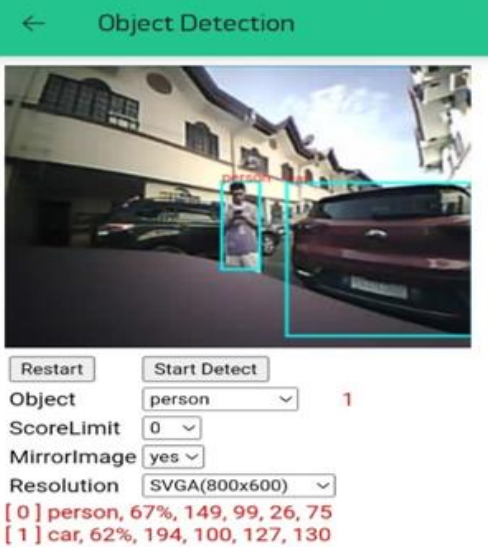 ← Object Detection
person
Restart Start Detect
Object person 1
ScoreLimit 0
MirrorImage yes
Resolution SVGA(800x600)
[ 0 ] person, 67%, 149, 99, 26, 75
[ 1 ] car, 62%, 194, 100, 127, 130